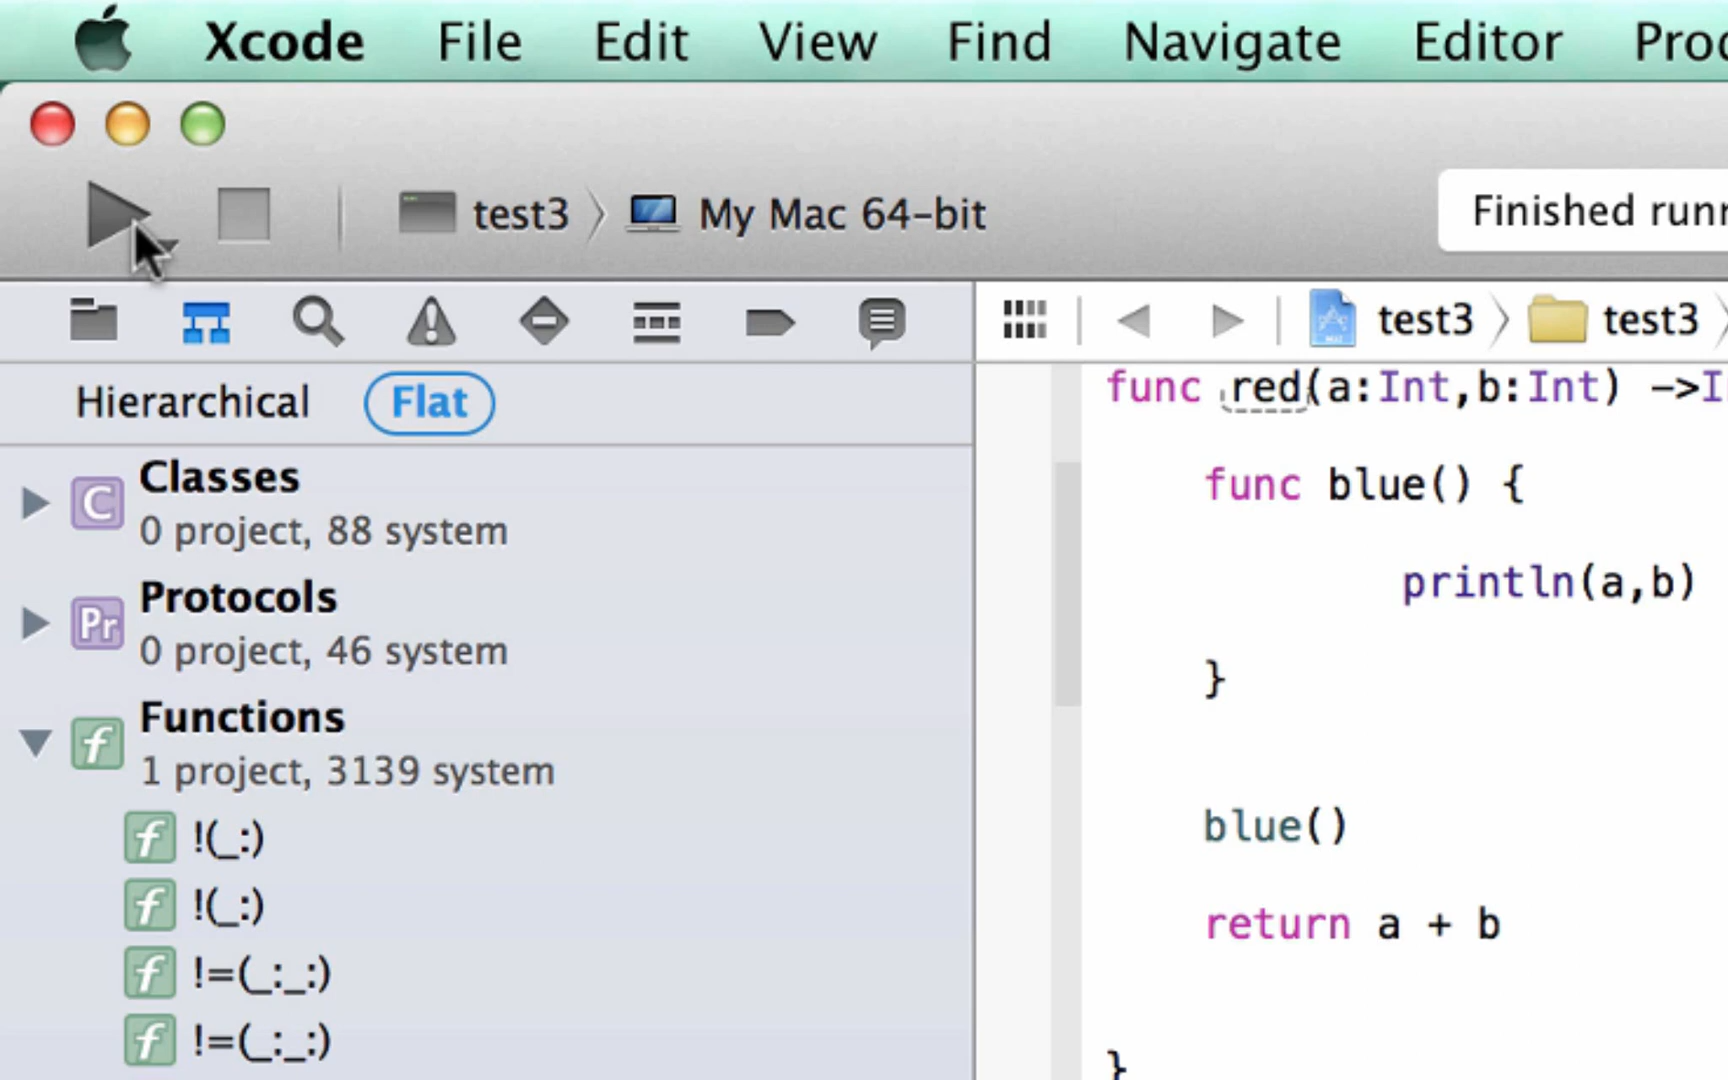 Xcode File Edit View Find Navigate Editor
test3 My Mac 64-bit
Finished
test3 test3
Hierarchical Flat
func red(a:Int,b:Int) ->
C Classes
0 project, 88 system
func blue() {
println(a,b)
Pr Protocols
0 project, 46 system
}
f Functions
1 project, 3139 system
f !(_:)
blue()
f !(_:)
return a + b
f !=(_:_:)
f !=(_:_:)
}